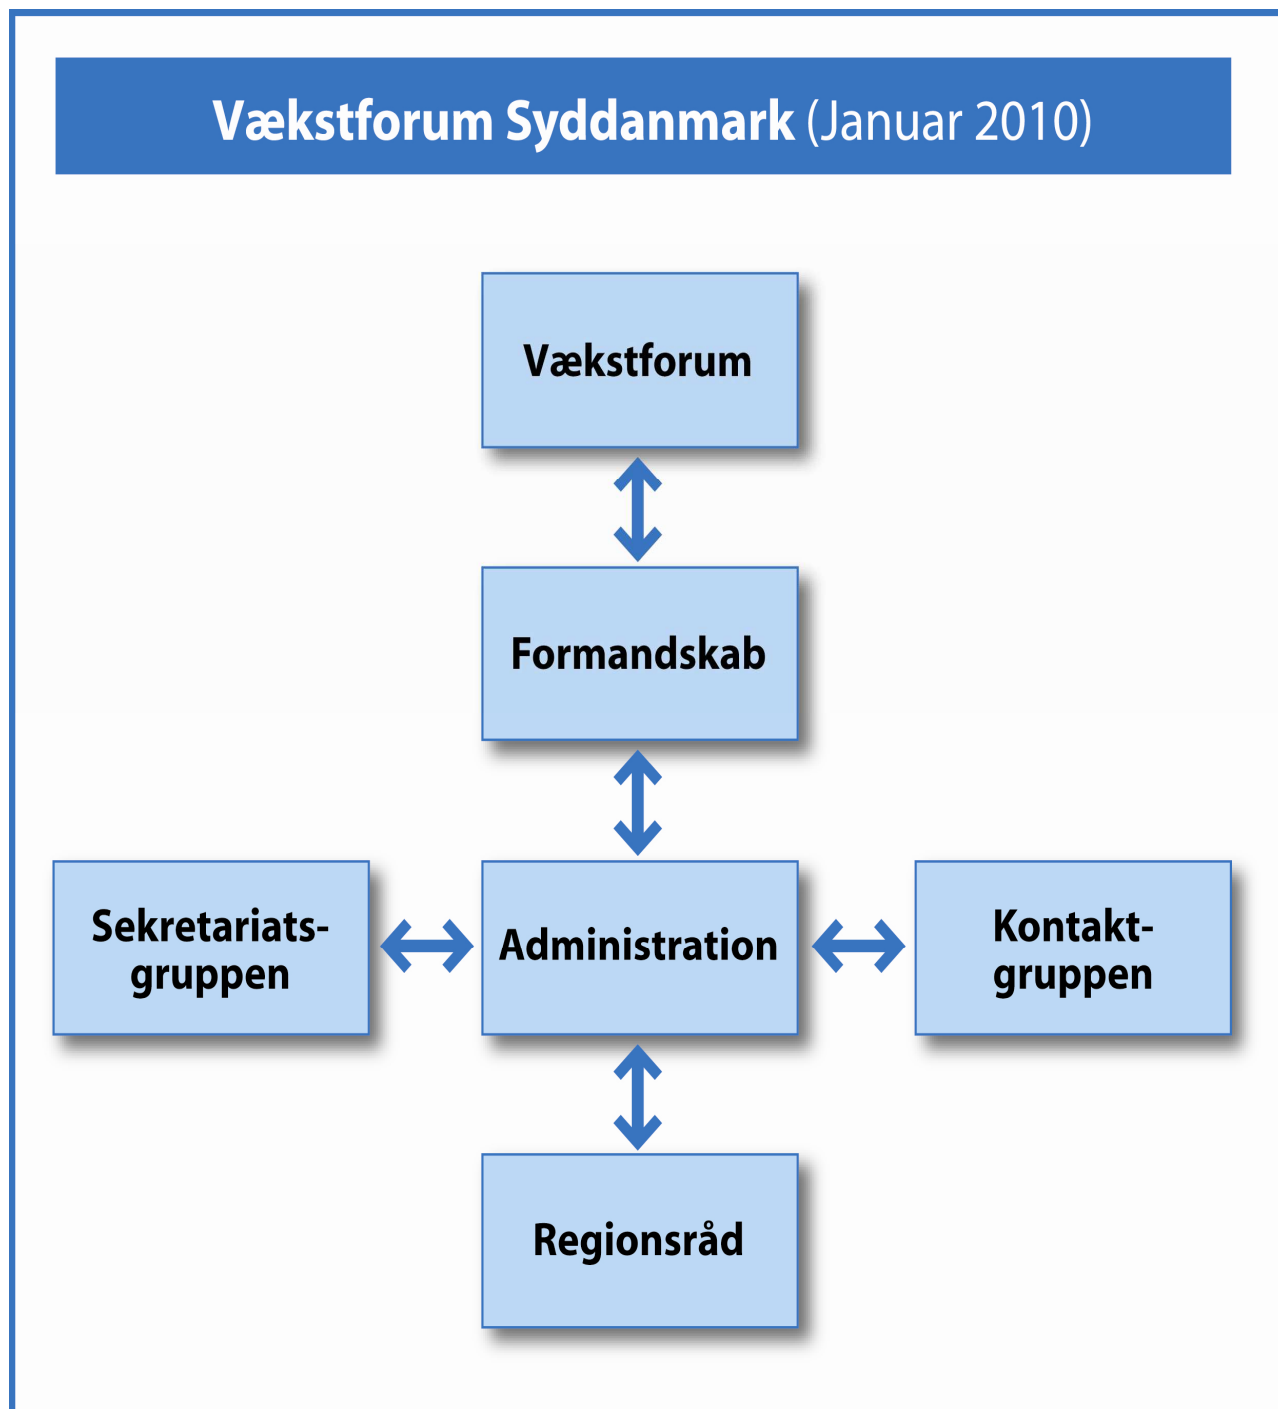 Vækstforum Syddanmark (Januar 2010)
Vækstforum
Formandskab
Sekretariats-
gruppen
Administration
Kontakt-
gruppen
Regionsråd